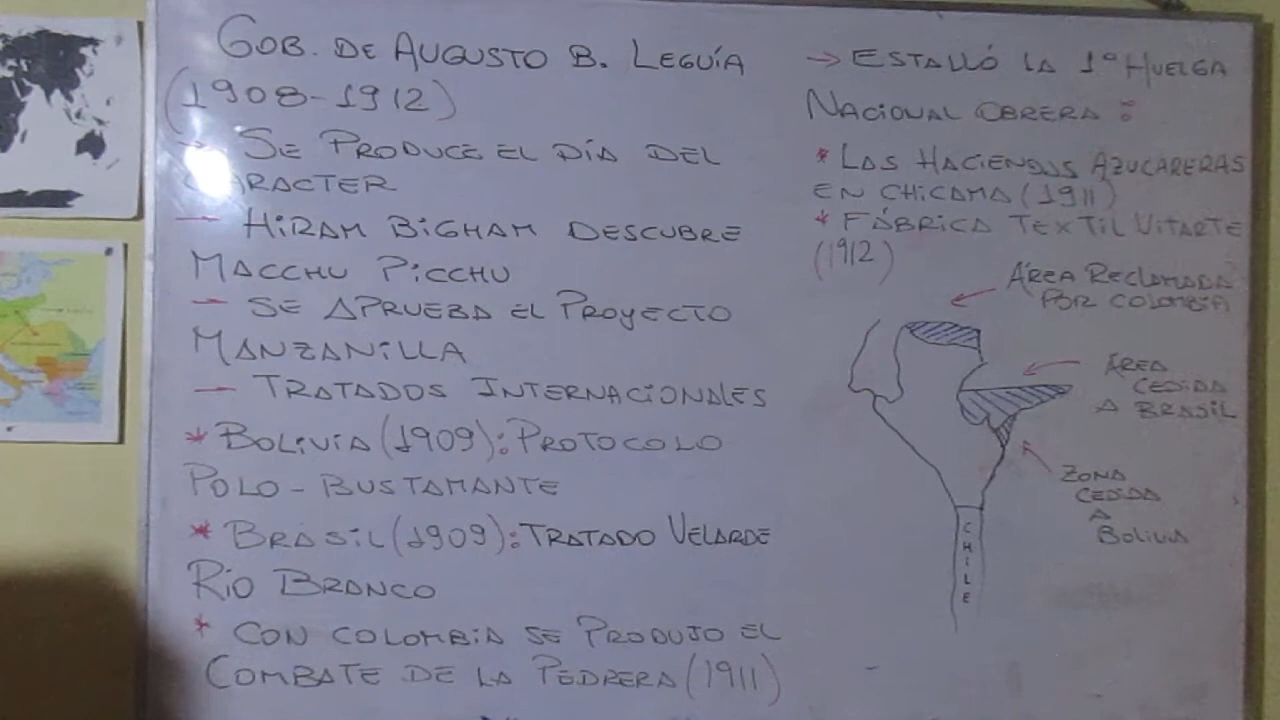 GOB. DE AUGUSTO B. LEGUÍA
(1908-1912)
→ SE PRODUCE EL DÍA DEL
CARACTER
— HIRAM BIGHAM DESCUBRE
MACCHU PICCHU
— SE APRUEBA EL PROYECTO
MANZANILLA
— TRATADOS INTERNACIONALES
* BOLIVIA (1909): PROTOCOLO
POLO - BUSTAMANTE
* BRASIL (1909): TRATADO VELARDE
RIO BRANCO
* CON COLOMBIA SE PRODUJO EL
COMBATE DE LA PEDRERA (1911)
→ ESTALLÓ LA 1º HUELGA
NACIONAL OBRERA :
* LAS HACIENDAS AZUCARERAS
EN CHICAMA (1911)
* FÁBRICA TEXTIL VITARTE
(1912)
ÁREA RECLAMADA
POR COLOMBIA
ÁREA
CEDIDA
A BRASIL
ZONA
CEDIDA
A
BOLIVIA
CHILE